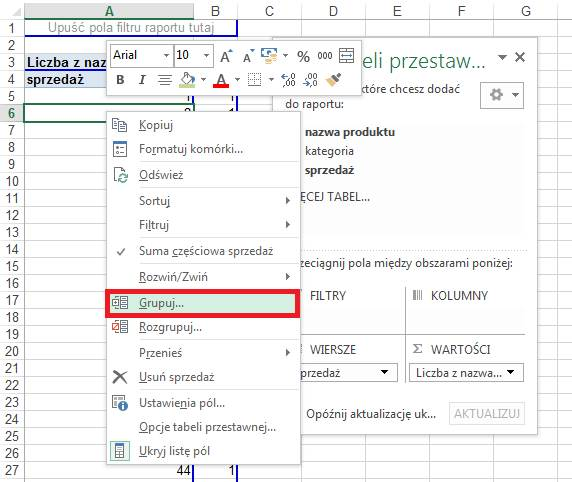 A B C D E F G
1 Upuść pola filtru raportu tutaj
2
3 Liczba z naz
4 sprzedaż
5 1 1
6
7
8
9
10
11
12
13
14
15
16
17
18
19
20
21
22
23
24
25
26
27 44 1
Arial 10 A A % 000
B I A ,00
eli przestaw...
które chcesz dodać
do raportu:
nazwa produktu
kategoria
sprzedaż
ĘCEJ TABEL...
zeciągnij pola między obszarami poniżej:
FILTRY KOLUMNY
WIERSZE Σ WARTOŚCI
przedaż Liczba z nazwa...
Opóźnij aktualizację uk... AKTUALIZUJ
Kopiuj
Formatuj komórki...
Odśwież
Sortuj
Filtruj
Suma częściowa sprzedaż
Rozwiń/Zwiń
Grupuj...
Rozgrupuj...
Przenieś
Usuń sprzedaż
Ustawienia pól...
Opcje tabeli przestawnej...
Ukryj listę pól